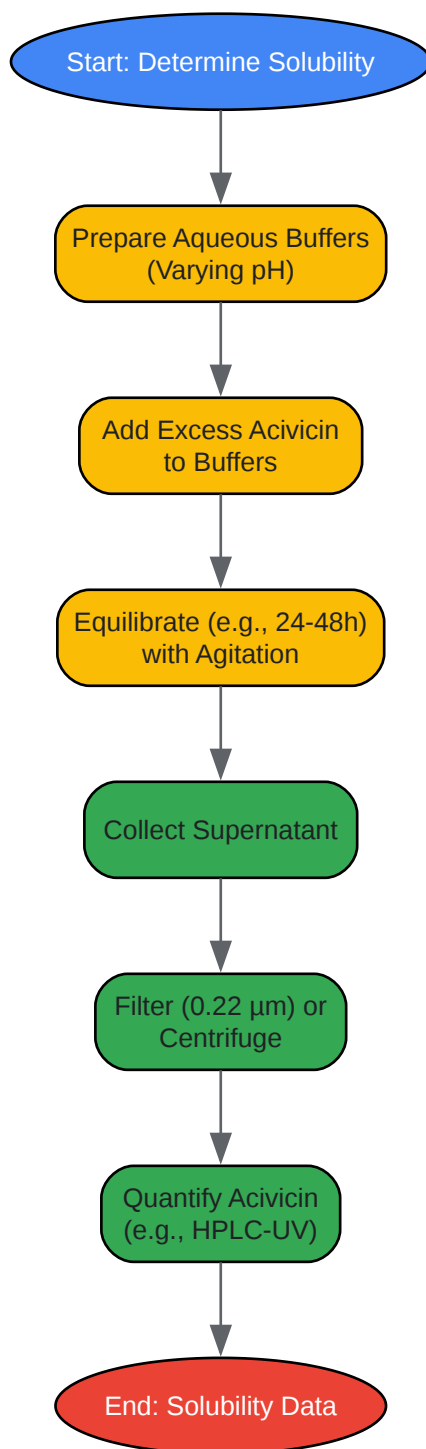 Start: Determine Solubility
Prepare Aqueous Buffers
(Varying pH)
Add Excess Acivicin
to Buffers
Equilibrate (e.g., 24-48h)
with Agitation
Collect Supernatant
Filter (0.22 µm) or
Centrifuge
Quantify Acivicin
(e.g., HPLC-UV)
End: Solubility Data